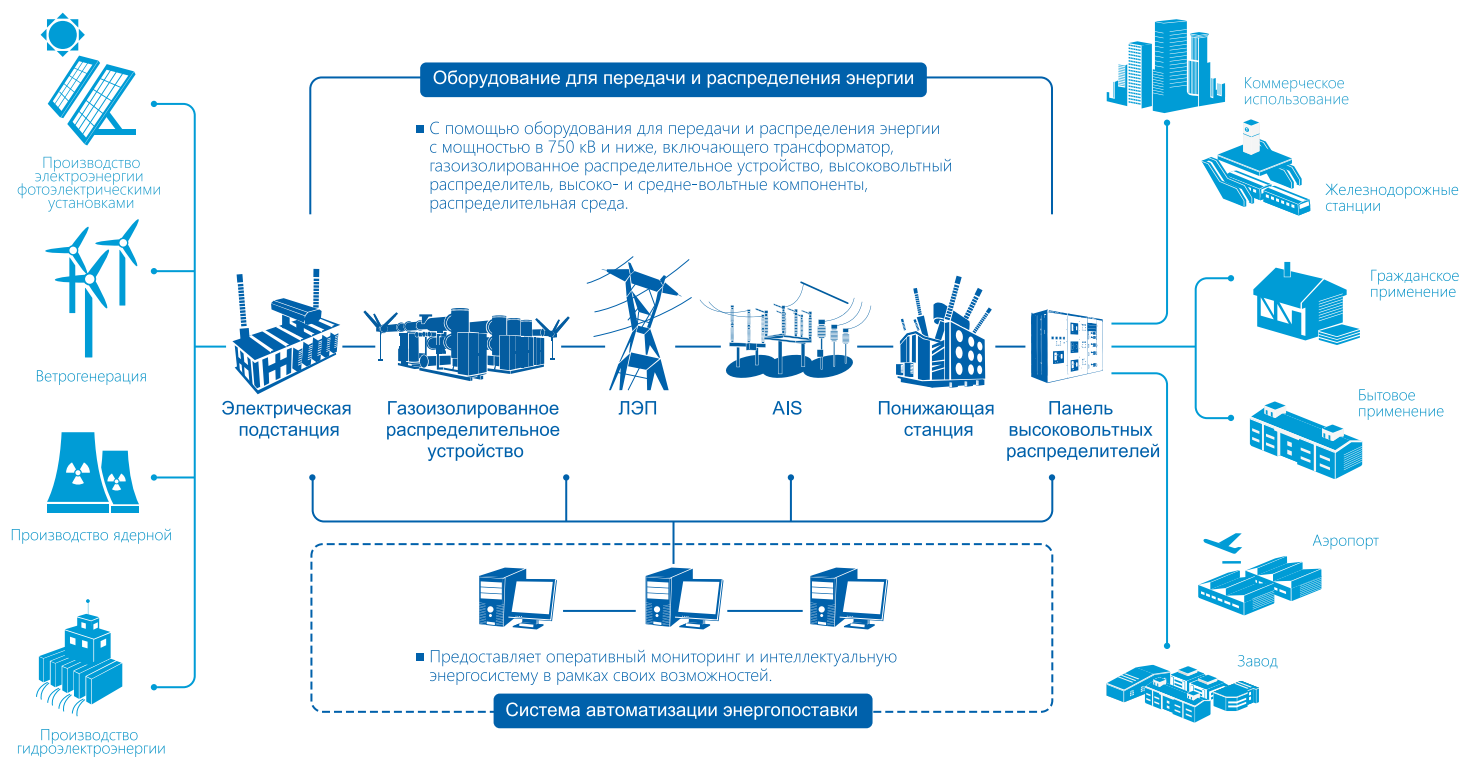 Оборудование для передачи и распределения энергии
С помощью оборудования для передачи и распределения энергии
с мощностью в 750 кВ и ниже, включающего трансформатор,
газоизолированное распределительное устройство, высоковольтный
распределитель, высоко- и средне-вольтные компоненты,
распределительная среда.
Производство
электроэнергии
фотоэлектрическими
установками
Ветрогенерация
Производство ядерной
Производство
гидроэлектроэнергии
Электрическая
подстанция
Газоизолированное
распределительное
устройство
ЛЭП
AIS
Понижающая
станция
Панель
высоковольтных
распределителей
Предоставляет оперативный мониторинг и интеллектуальную
энергосистему в рамках своих возможностей.
Система автоматизации энергопоставки
Коммерческое
использование
Железнодорожные
станции
Гражданское
применение
Бытовое
применение
Аэропорт
Завод